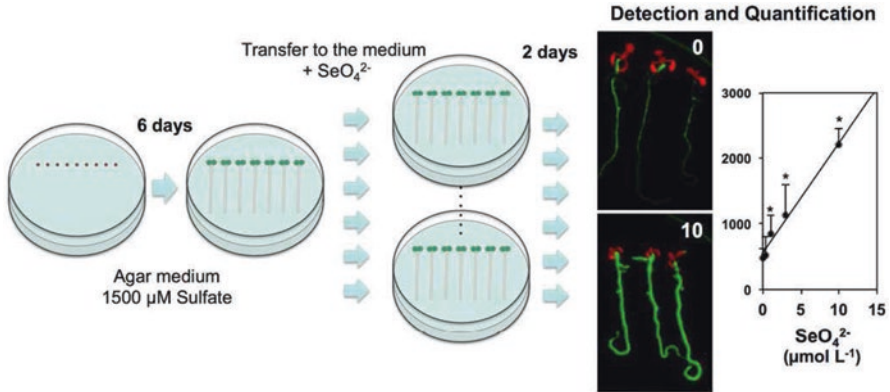 Detection and Quantification
Transfer to the medium
+ SeO₄²⁻
2 days
6 days
Agar medium
1500 µM Sulfate
0
10
3000
2000
1000
0
0 5 10 15
* * *
SeO₄²⁻
(µmol L⁻¹)